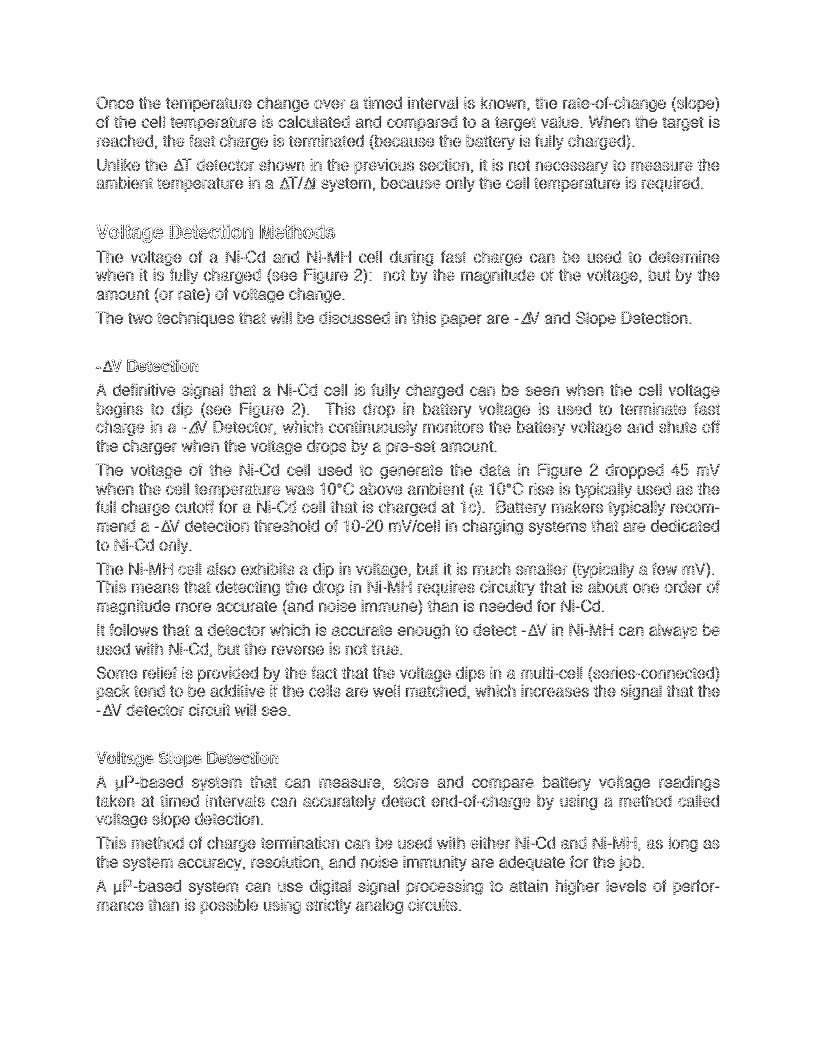 Once the temperature change over a timed interval is known, the rate-of-change (slope)
of the cell temperature is calculated and compared to a target value. When the target is
reached, the fast charge is terminated (because the battery is fully charged).
Unlike the ΔT detector shown in the previous section, it is not necessary to measure the
ambient temperature in a ΔT/Δt system, because only the cell temperature is required.
Voltage Detection Methods
The voltage of a Ni-Cd and Ni-MH cell during fast charge can be used to determine
when it is fully charged (see Figure 2): not by the magnitude of the voltage, but by the
amount (or rate) of voltage change.
The two techniques that will be discussed in this paper are -ΔV and Slope Detection.
-ΔV Detection
A definitive signal that a Ni-Cd cell is fully charged can be seen when the cell voltage
begins to dip (see Figure 2). This drop in battery voltage is used to terminate fast
charge in a -ΔV Detector, which continuously monitors the battery voltage and shuts off
the charger when the voltage drops by a pre-set amount.
The voltage of the Ni-Cd cell used to generate the data in Figure 2 dropped 45 mV
when the cell temperature was 10°C above ambient (a 10°C rise is typically used as the
full charge cutoff for a Ni-Cd cell that is charged at 1c). Battery makers typically recom-
mend a -ΔV detection threshold of 10-20 mV/cell in charging systems that are dedicated
to Ni-Cd only.
The Ni-MH cell also exhibits a dip in voltage, but it is much smaller (typically a few mV).
This means that detecting the drop in Ni-MH requires circuitry that is about one order of
magnitude more accurate (and noise immune) than is needed for Ni-Cd.
It follows that a detector which is accurate enough to detect -ΔV in Ni-MH can always be
used with Ni-Cd, but the reverse is not true.
Some relief is provided by the fact that the voltage dips in a multi-cell (series-connected)
pack tend to be additive if the cells are well matched, which increases the signal that the
-ΔV detector circuit will see.
Voltage Slope Detection
A µP-based system that can measure, store and compare battery voltage readings
taken at timed intervals can accurately detect end-of-charge by using a method called
voltage slope detection.
This method of charge termination can be used with either Ni-Cd and Ni-MH, as long as
the system accuracy, resolution, and noise immunity are adequate for the job.
A µP-based system can use digital signal processing to attain higher levels of perfor-
mance than is possible using strictly analog circuits.